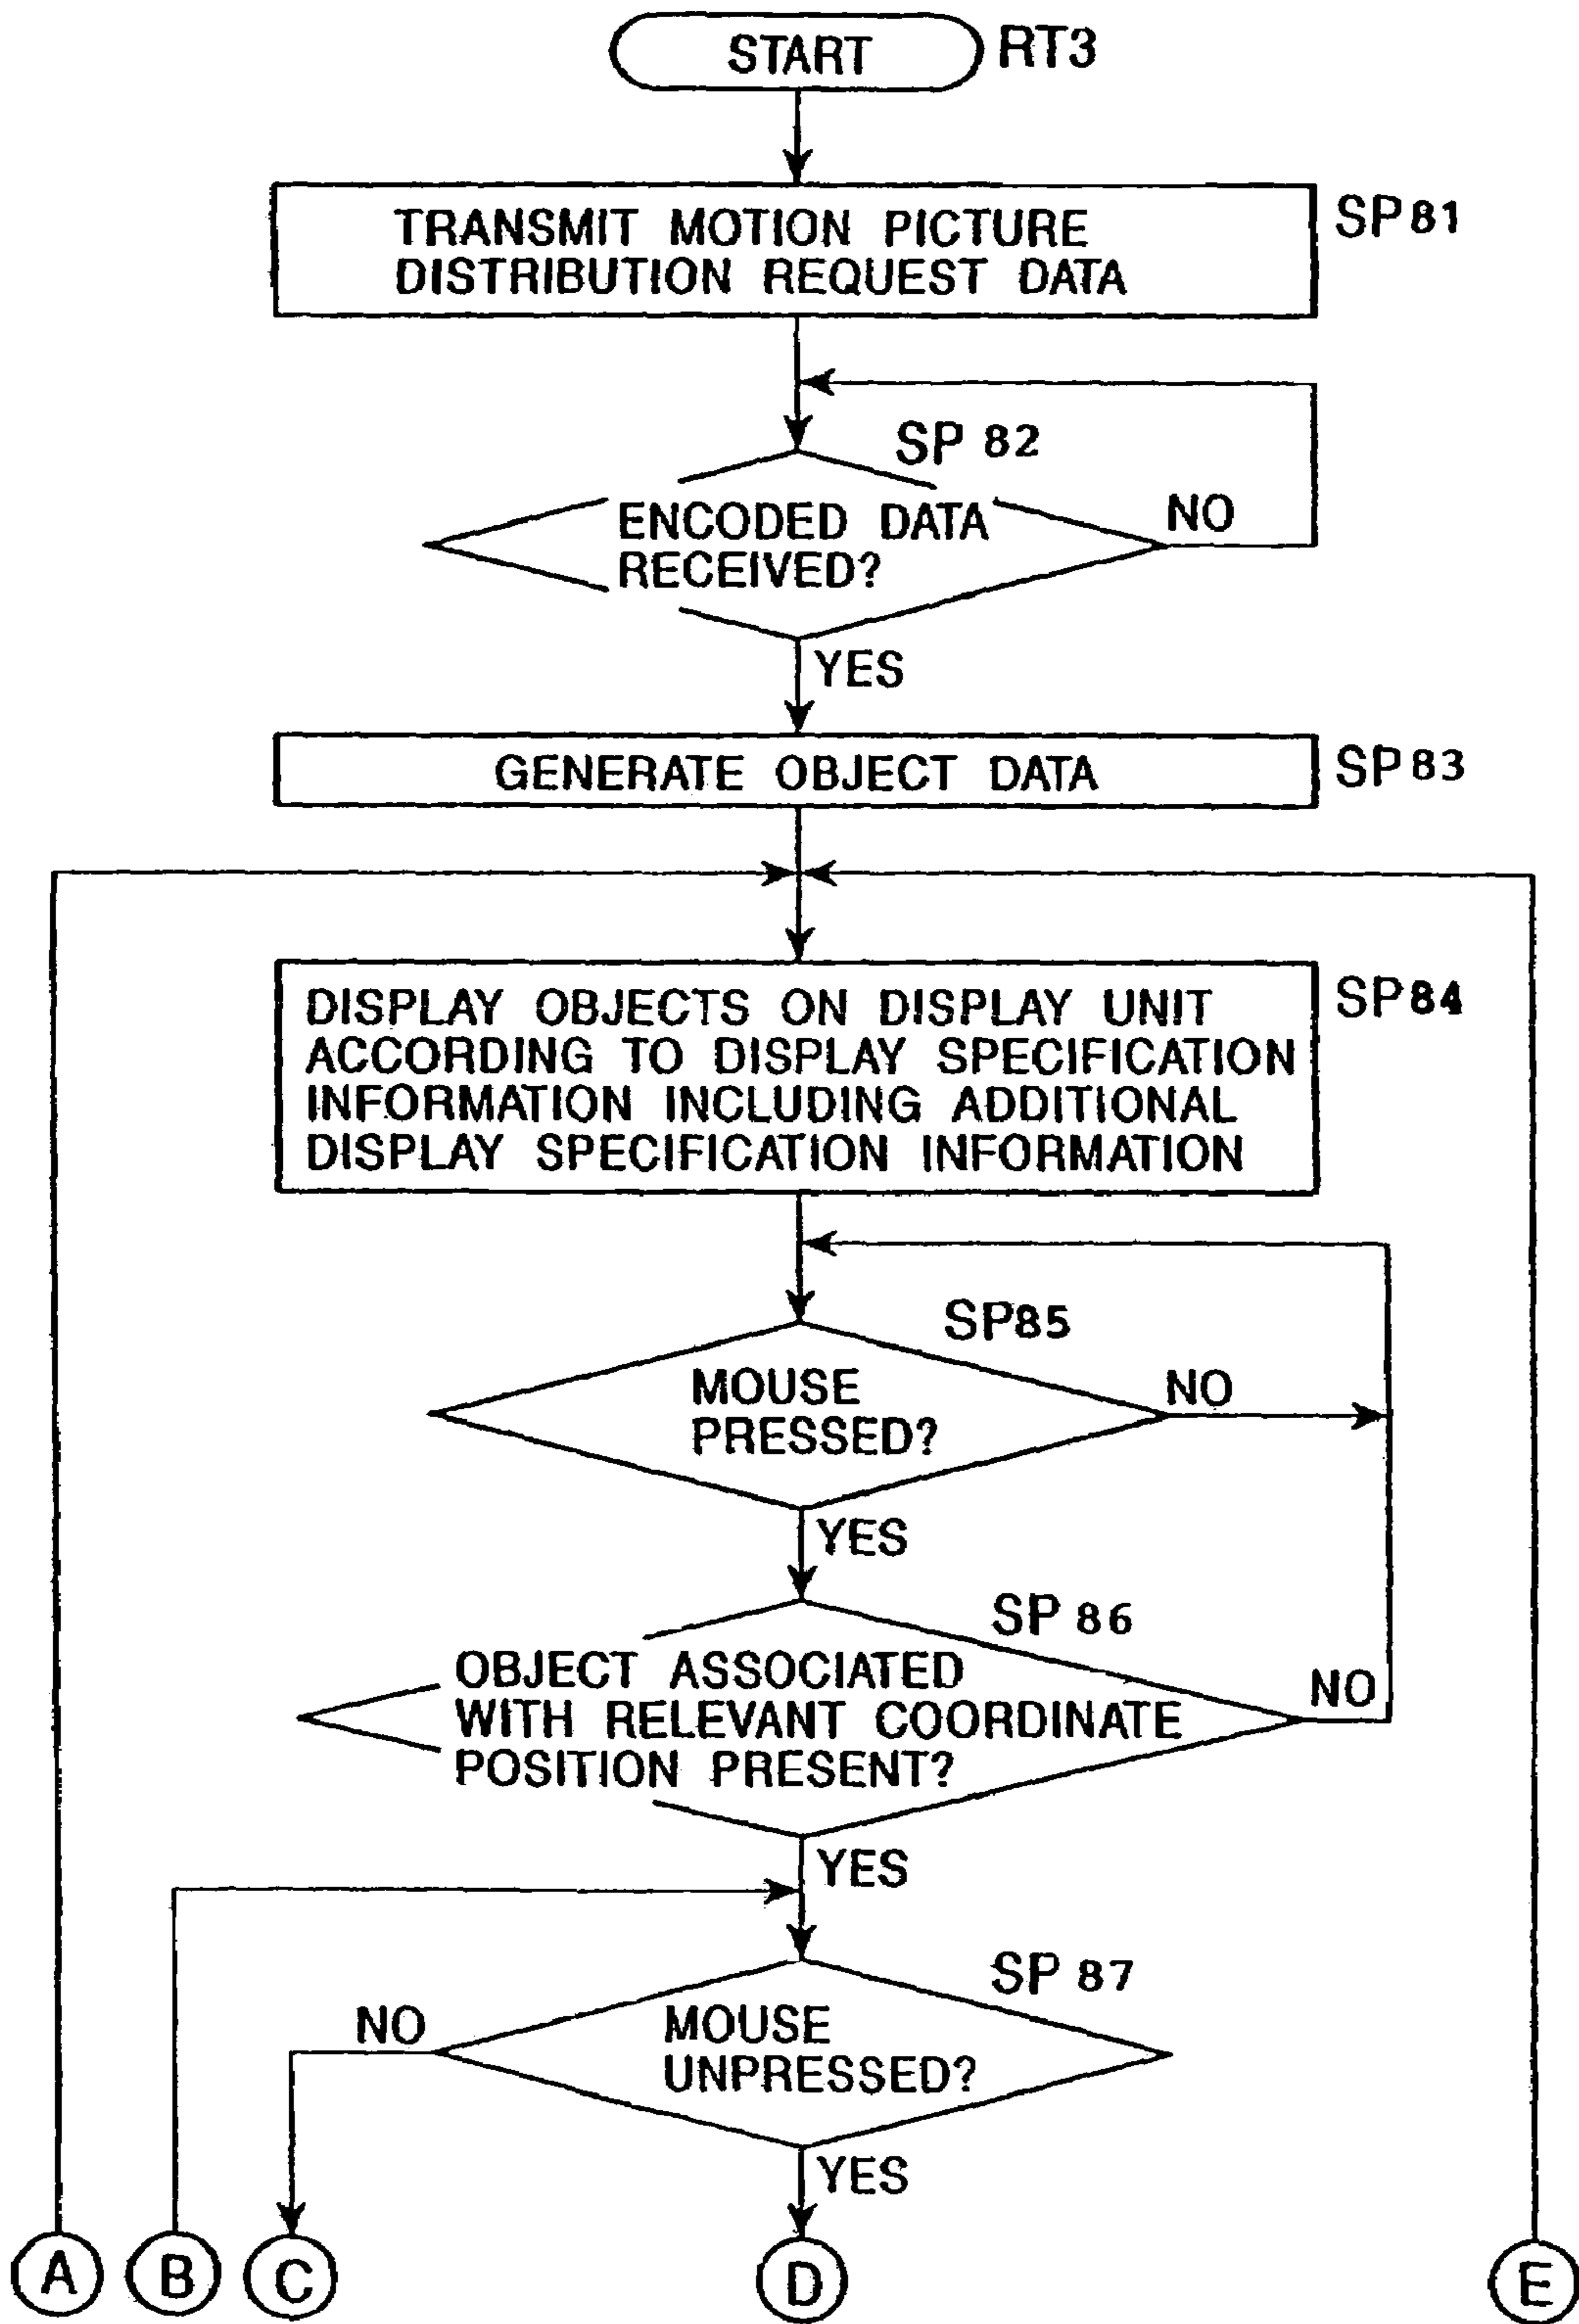 START RT3
TRANSMIT MOTION PICTURE
DISTRIBUTION REQUEST DATA
SP81
SP 82
ENCODED DATA
RECEIVED?
NO
YES
GENERATE OBJECT DATA SP83
DISPLAY OBJECTS ON DISPLAY UNIT
ACCORDING TO DISPLAY SPECIFICATION
INFORMATION INCLUDING ADDITIONAL
DISPLAY SPECIFICATION INFORMATION
SP84
SP85
MOUSE
PRESSED?
NO
YES
SP 86
OBJECT ASSOCIATED
WITH RELEVANT COORDINATE
POSITION PRESENT?
NO
YES
SP 87
NO
MOUSE
UNPRESSED?
YES
A B C D E